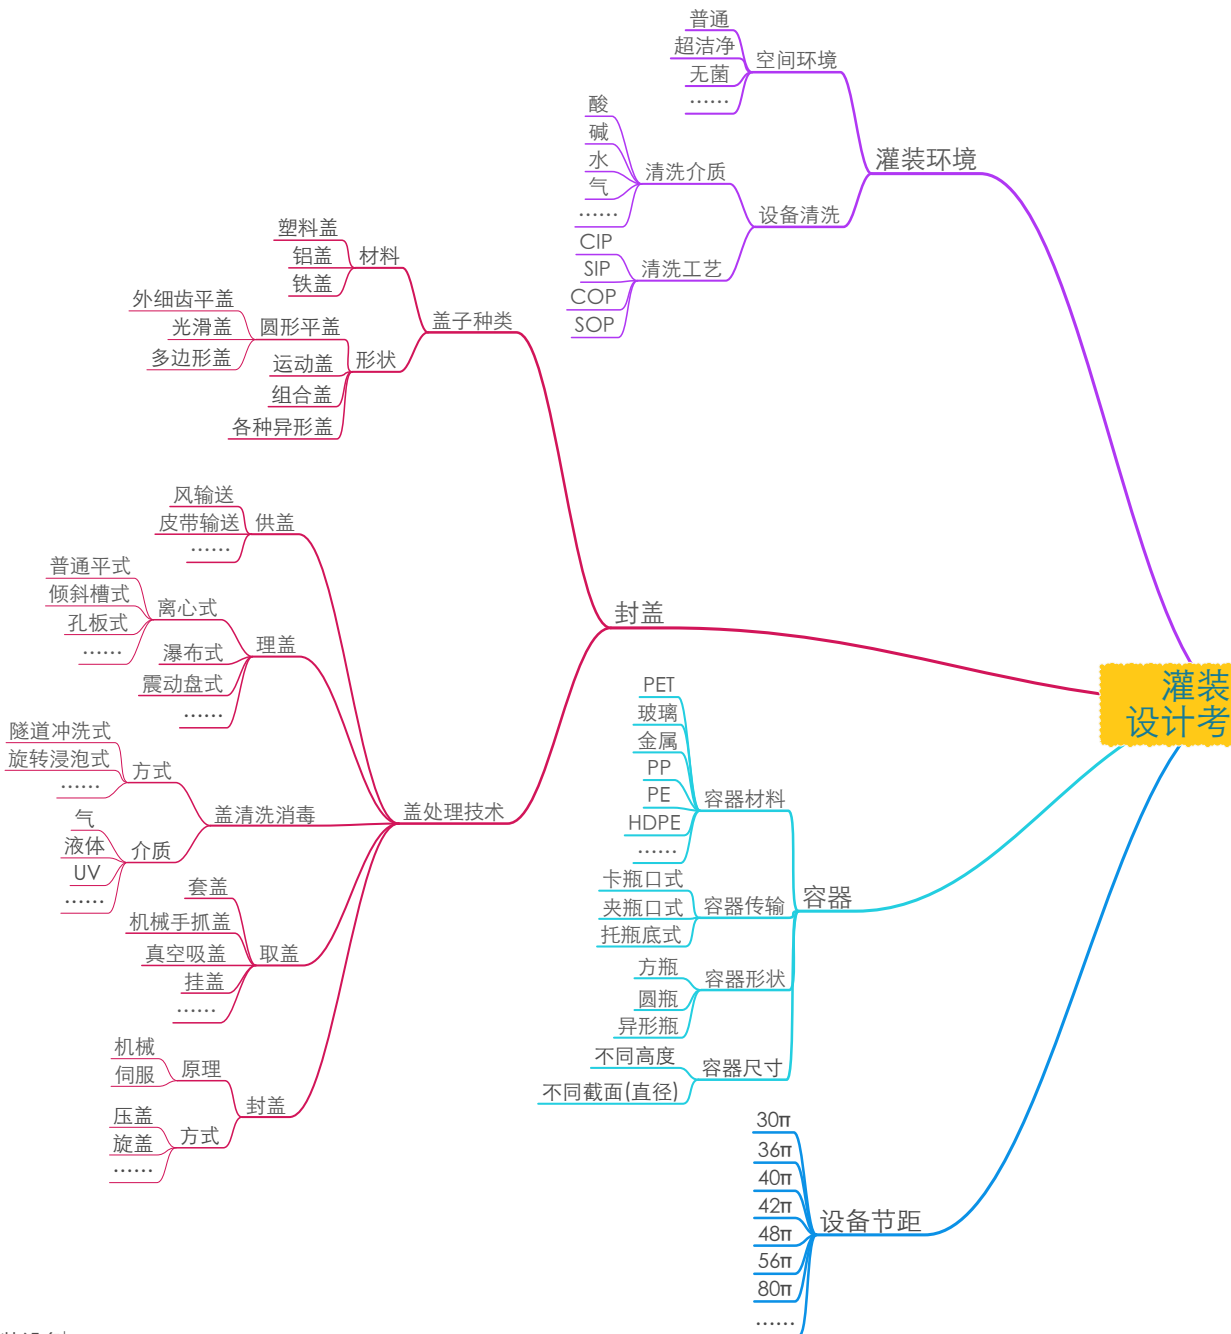 普通
超洁净
无菌
……
空间环境
酸
碱
水
气
……
清洗介质
CIP
SIP
COP
SOP
清洗工艺
设备清洗
灌装环境
塑料盖
铝盖
铁盖
材料
外细齿平盖
光滑盖
多边形盖
圆形平盖
运动盖
组合盖
各种异形盖
形状
盖子种类
风输送
皮带输送
……
供盖
普通平式
倾斜槽式
孔板式
……
离心式
瀑布式
震动盘式
……
理盖
隧道冲洗式
旋转浸泡式
……
方式
气
液体
UV
……
介质
盖清洗消毒
套盖
机械手抓盖
真空吸盖
挂盖
……
取盖
机械
伺服
原理
压盖
旋盖
……
方式
封盖
盖处理技术
封盖
PET
玻璃
金属
PP
PE
HDPE
……
容器材料
卡瓶口式
夹瓶口式
托瓶底式
容器传输
方瓶
圆瓶
异形瓶
容器形状
不同高度
不同截面(直径)
容器尺寸
容器
30π
36π
40π
42π
48π
56π
80π
……
设备节距
灌装
设计考